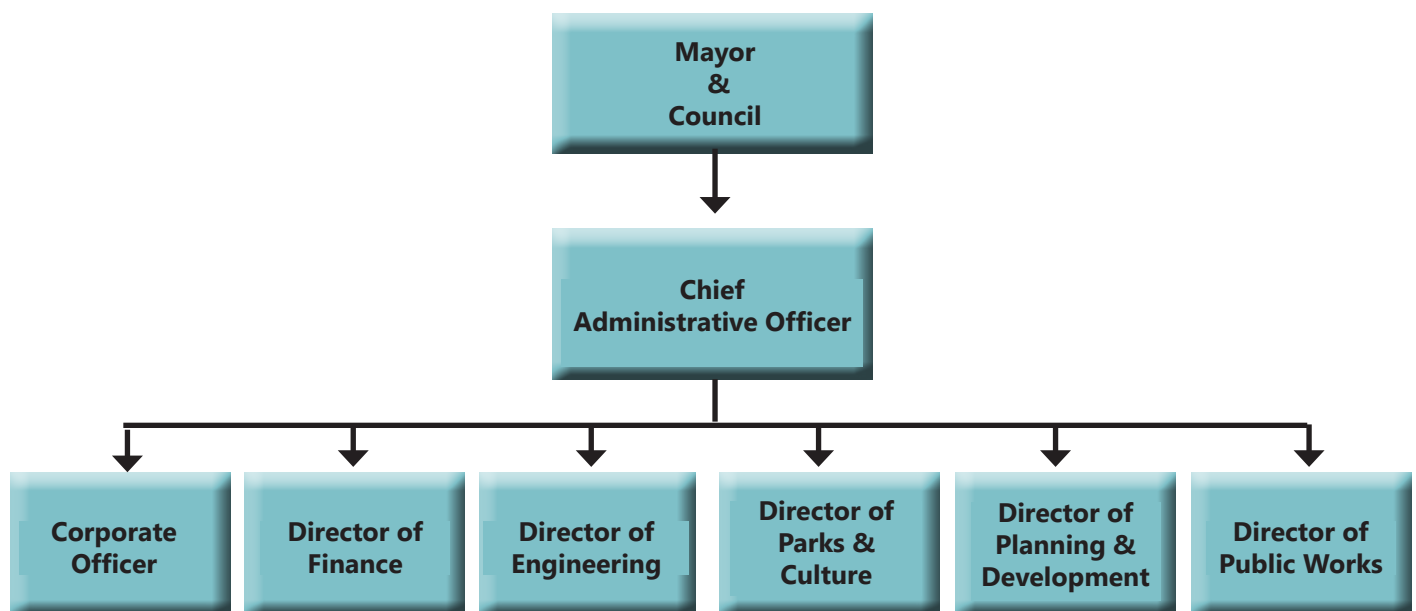 Mayor
&
Council
Chief
Administrative Officer
Corporate
Officer
Director of
Finance
Director of
Engineering
Director of
Parks &
Culture
Director of
Planning &
Development
Director of
Public Works